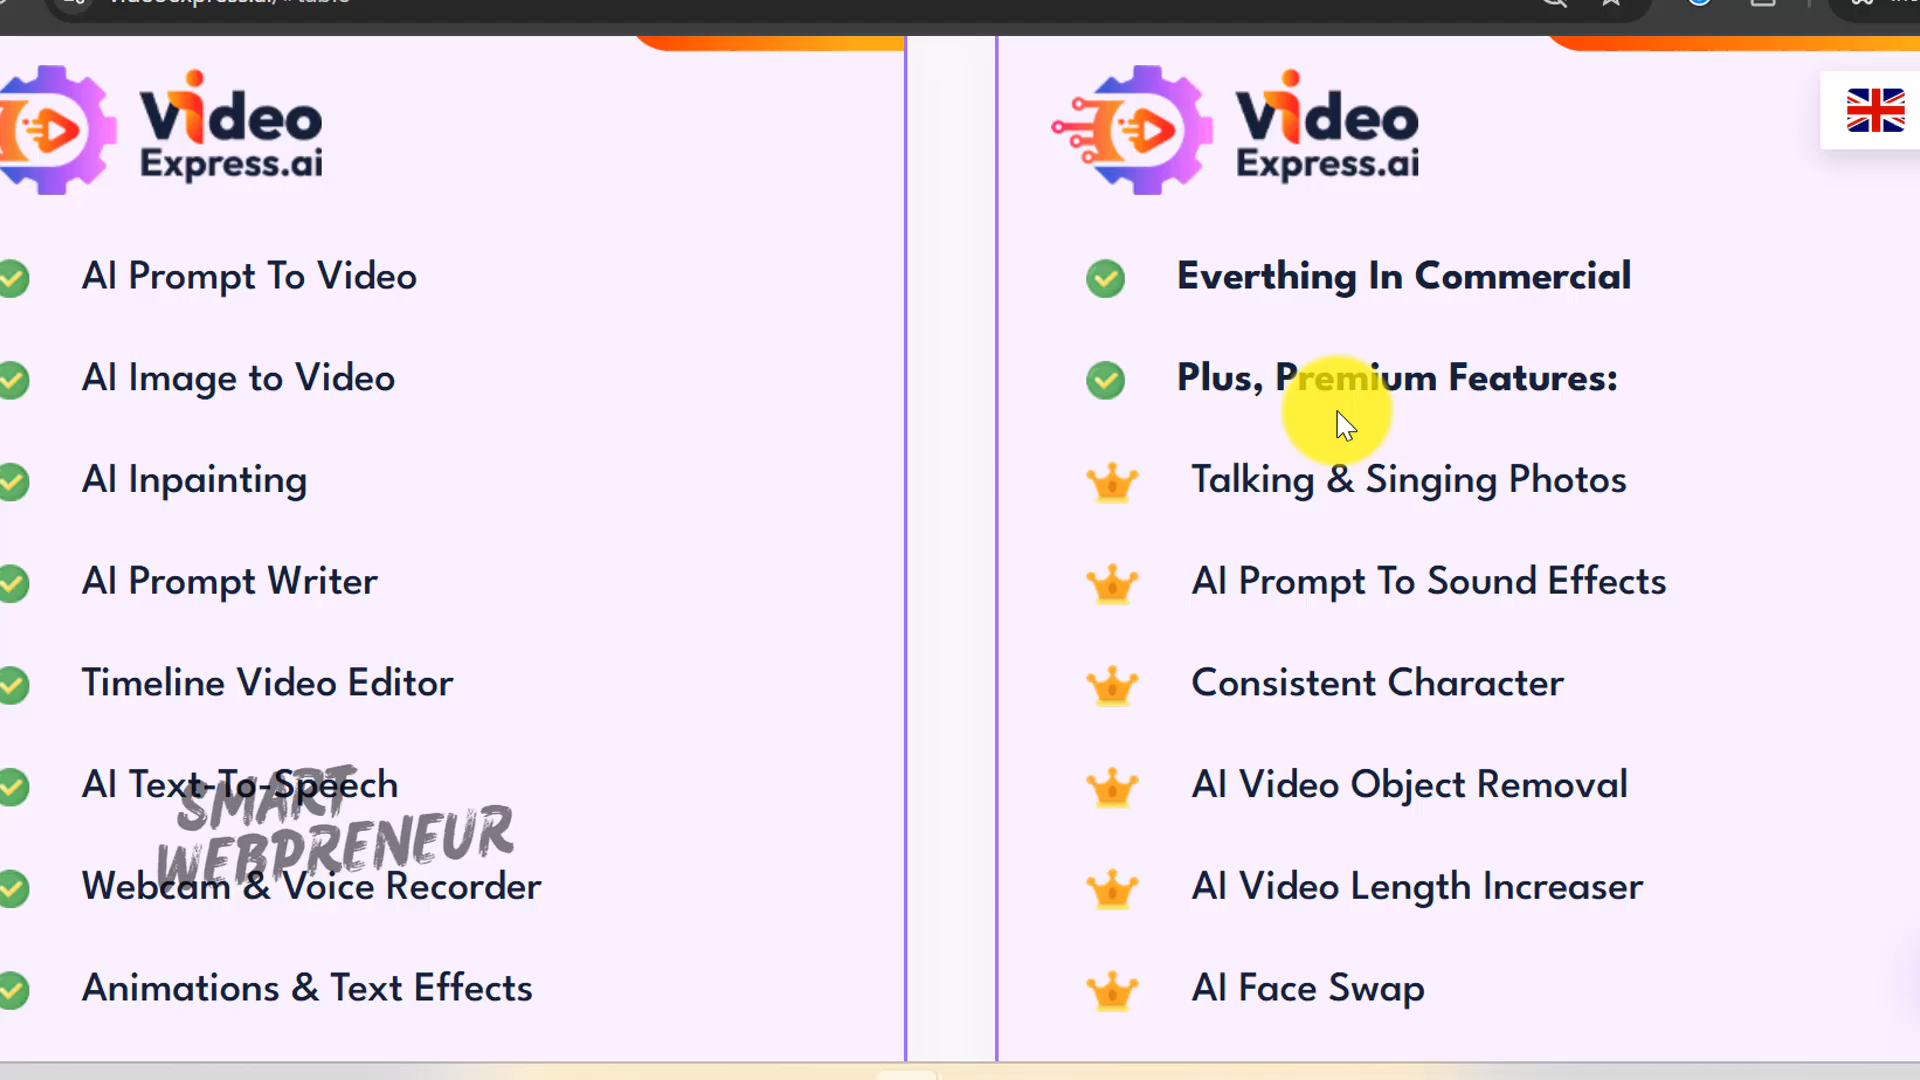 Video
Express.ai
AI Prompt To Video
AI Image to Video
AI Inpainting
AI Prompt Writer
Timeline Video Editor
AI Text-To-Speech
SMART
WEBPRENEUR
Webcam & Voice Recorder
Animations & Text Effects
Video
Express.ai
Everthing In Commercial
Plus, Premium Features:
Talking & Singing Photos
AI Prompt To Sound Effects
Consistent Character
AI Video Object Removal
AI Video Length Increaser
AI Face Swap